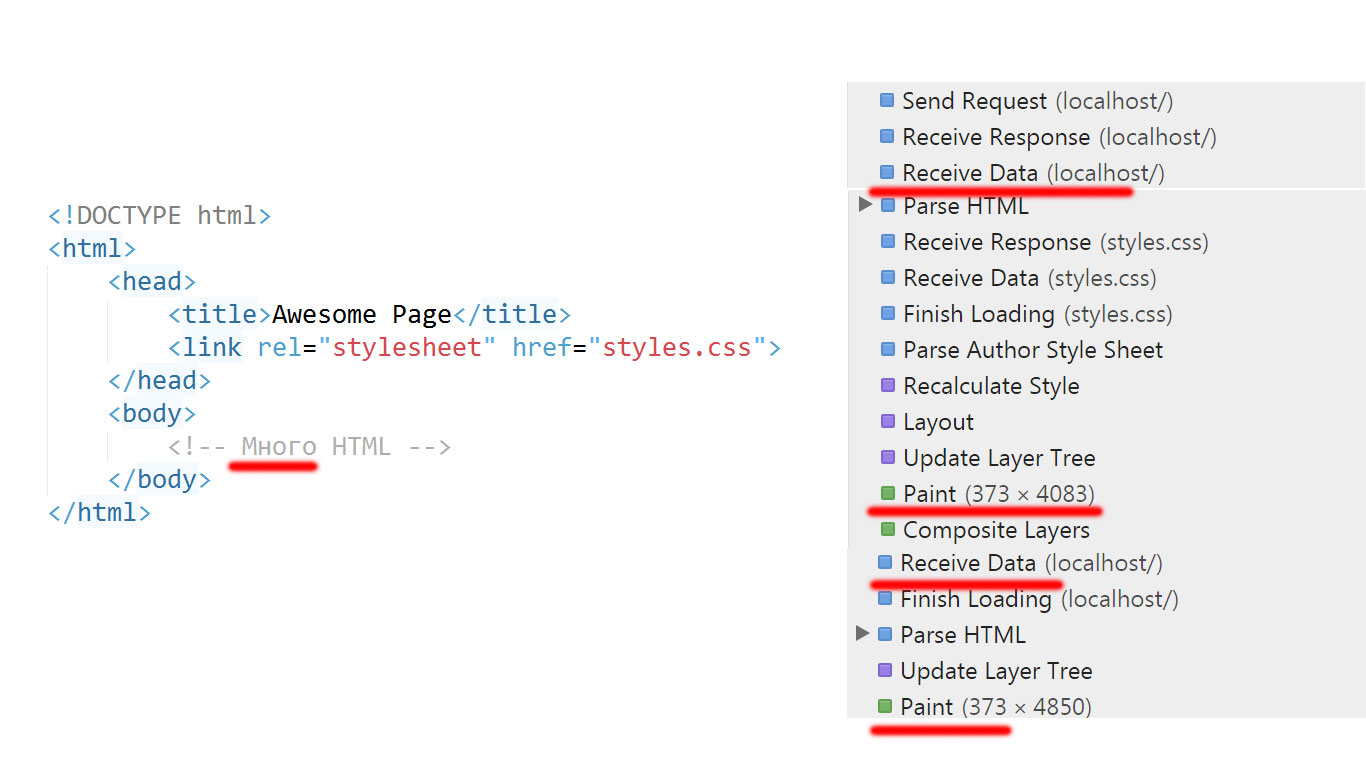 <!DOCTYPE html>
<html>
<head>
<title>Awesome Page</title>
<link rel="stylesheet" href="styles.css">
</head>
<body>
<!-- Много HTML -->
</body>
</html>
Send Request (localhost/)
Receive Response (localhost/)
Receive Data (localhost/)
Parse HTML
Receive Response (styles.css)
Receive Data (styles.css)
Finish Loading (styles.css)
Parse Author Style Sheet
Recalculate Style
Layout
Update Layer Tree
Paint (373 × 4083)
Composite Layers
Receive Data (localhost/)
Finish Loading (localhost/)
Parse HTML
Update Layer Tree
Paint (373 × 4850)